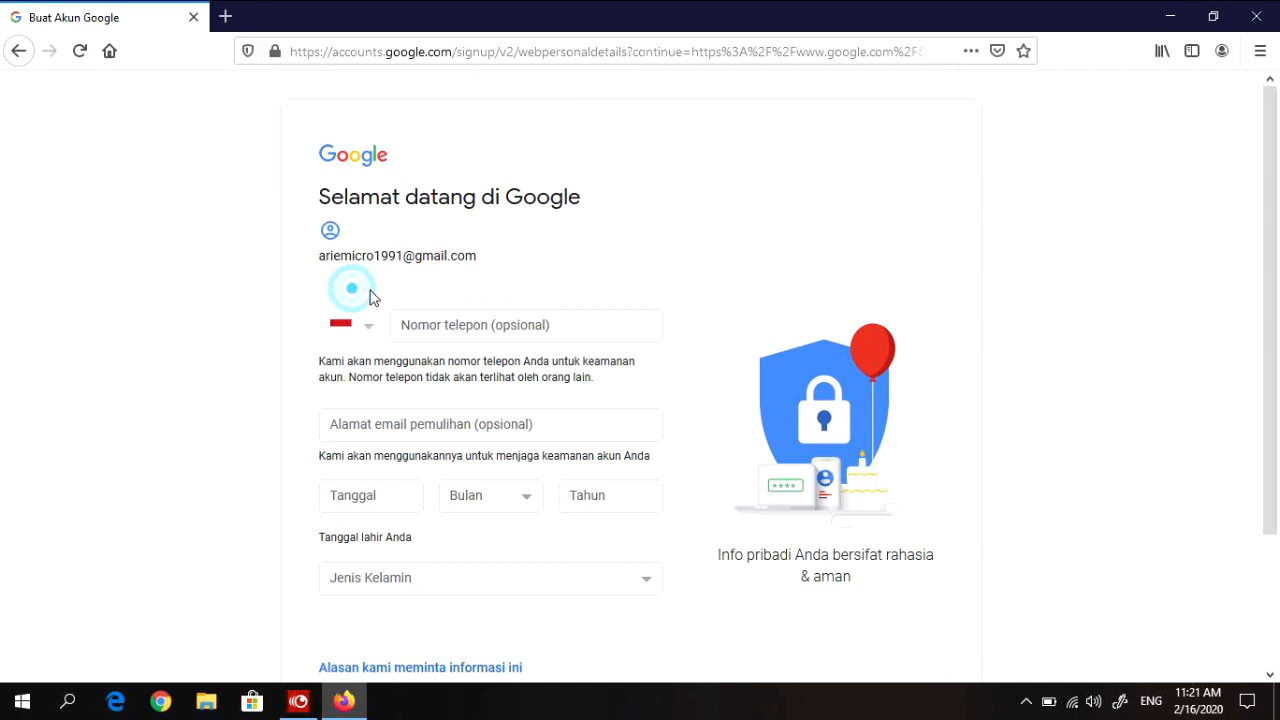 Buat Akun Google
https://accounts.google.com/signup/v2/webpersonaldetails?continue=https%3A%2F%2Fwww.google.com%2F&
Google
Selamat datang di Google
ariemicro1991@gmail.com
Nomor telepon (opsional)
Kami akan menggunakan nomor telepon Anda untuk keamanan
akun. Nomor telepon tidak akan terlihat oleh orang lain.
Alamat email pemulihan (opsional)
Kami akan menggunakannya untuk menjaga keamanan akun Anda
Tanggal Bulan Tahun
Tanggal lahir Anda
Jenis Kelamin
Alasan kami meminta informasi ini
****
Info pribadi Anda bersifat rahasia
& aman
ENG
11:21 AM
2/16/2020